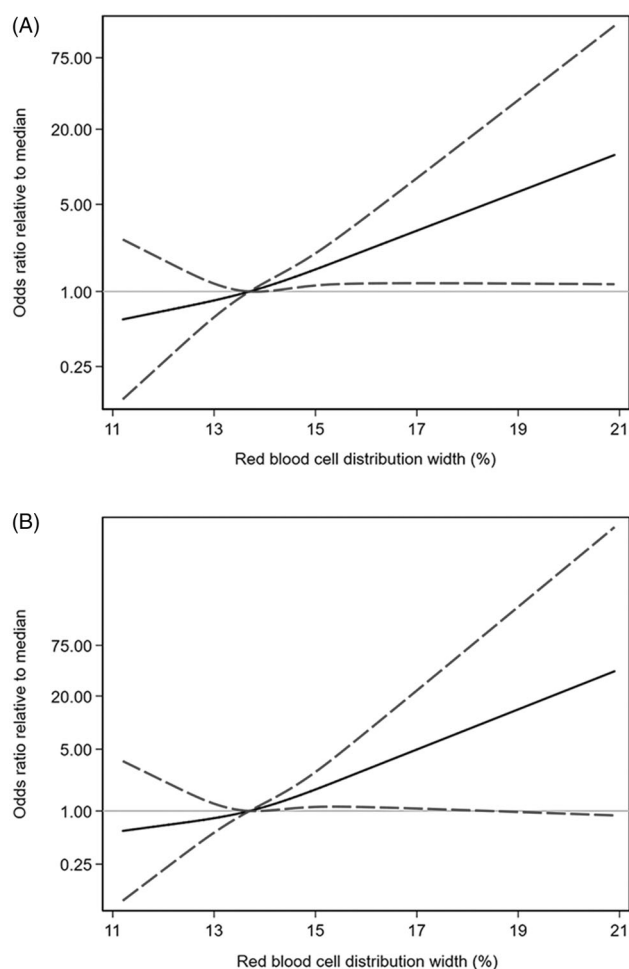 (A)
75.00
20.00
5.00
1.00
0.25
Odds ratio relative to median
11 13 15 17 19 21
Red blood cell distribution width (%)
(B)
75.00
20.00
5.00
1.00
0.25
Odds ratio relative to median
11 13 15 17 19 21
Red blood cell distribution width (%)